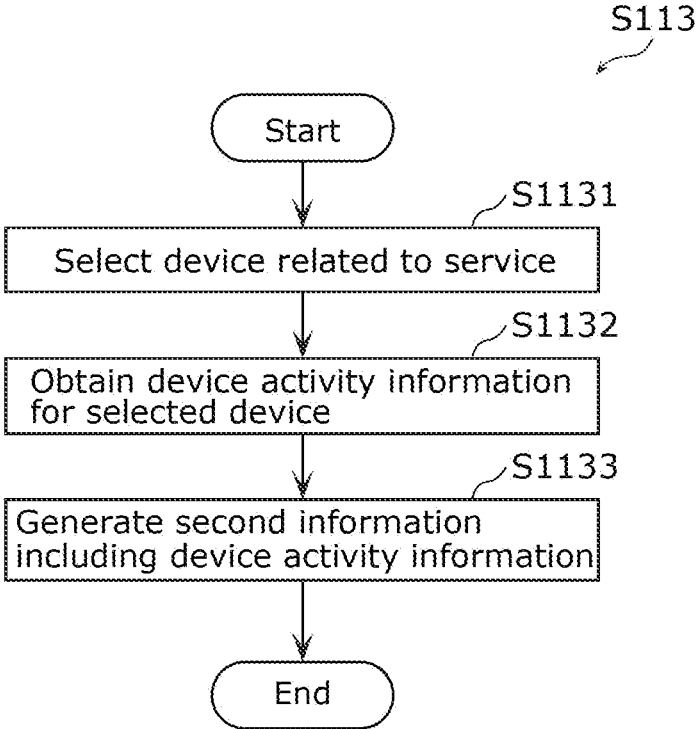 S113
Start
S1131
Select device related to service
S1132
Obtain device activity information
for selected device
S1133
Generate second information
including device activity information
End